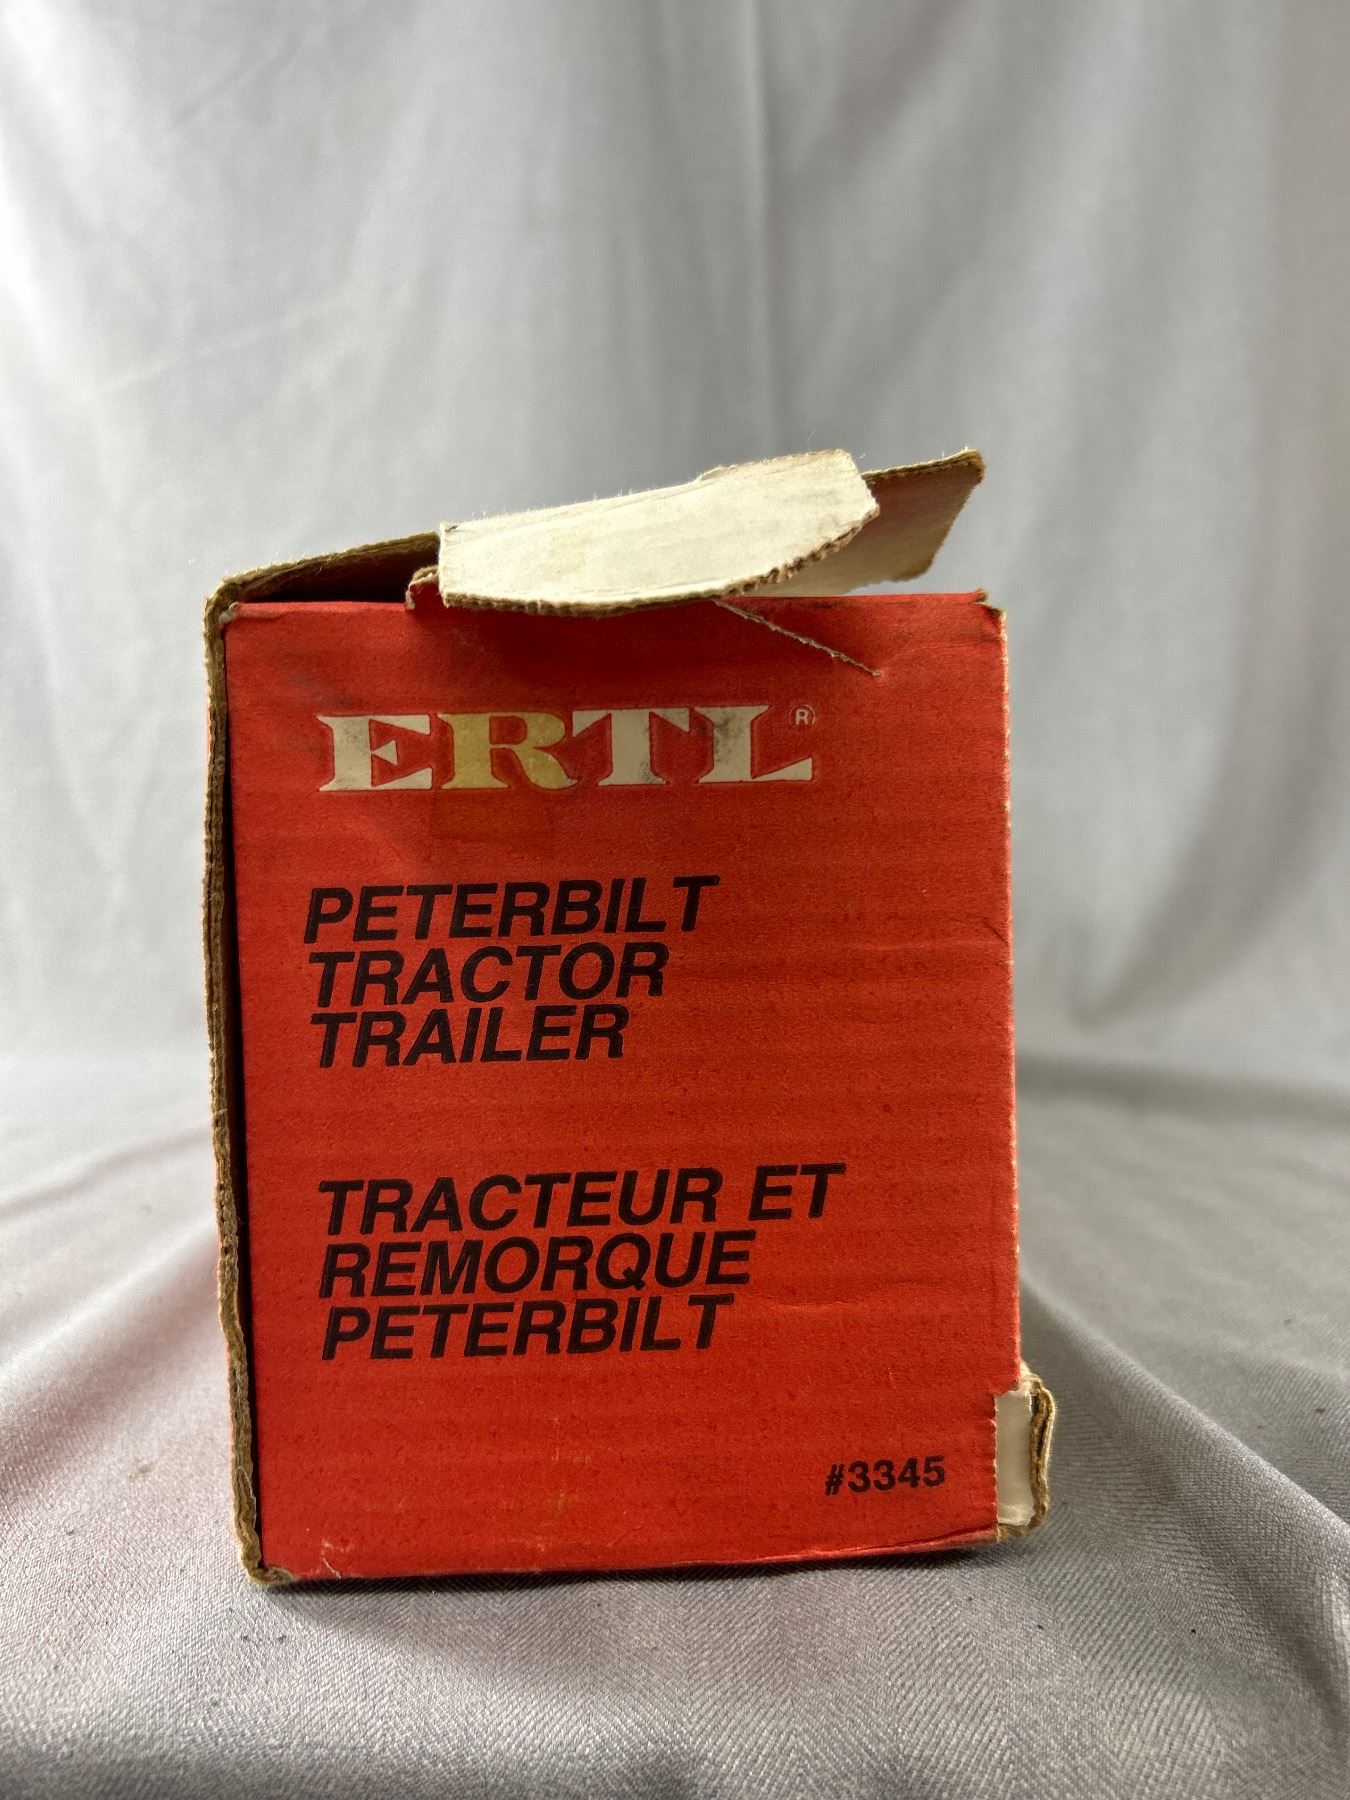 ERTL®
PETERBILT
TRACTOR
TRAILER
TRACTEUR ET
REMORQUE
PETERBILT
#3345